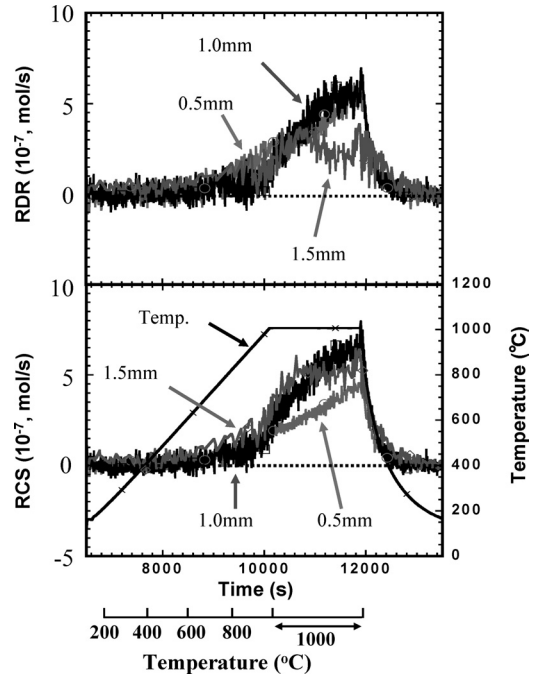 10
5
0
RDR (10-7, mol/s)
1.0mm
0.5mm
1.5mm
10
5
0
-5
RCS (10-7, mol/s)
Temp.
1.5mm
1.0mm
0.5mm
1200
1000
800
600
400
200
0
Temperature (°C)
8000 10000 12000
Time (s)
200 400 600 800 1000
Temperature (oC)